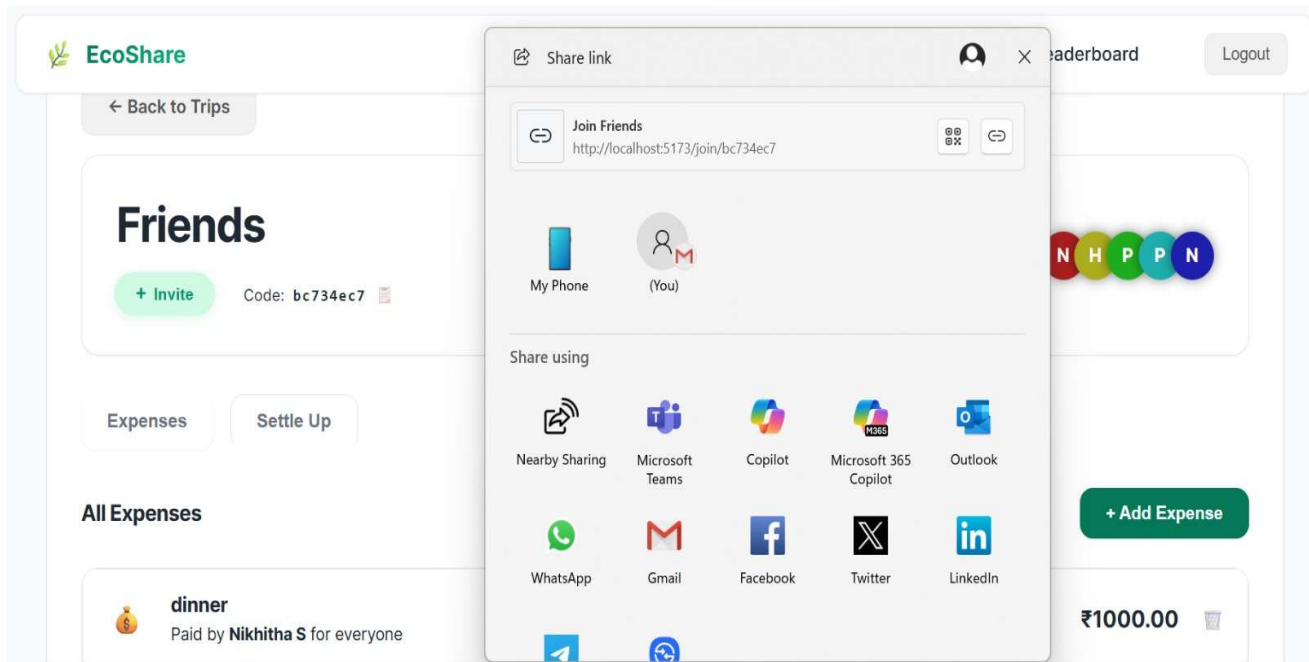 EcoShare
eaderboard
Logout
← Back to Trips
Friends
+ Invite
Code: bc734ec7
N H P P N
Expenses
Settle Up
All Expenses
+ Add Expense
dinner
Paid by Nikhitha S for everyone
₹1000.00
Share link
Join Friends
http://localhost:5173/join/bc734ec7
My Phone
(You)
Share using
Nearby Sharing
Microsoft
Teams
Copilot
M365
Microsoft 365
Copilot
Outlook
WhatsApp
Gmail
Facebook
Twitter
LinkedIn